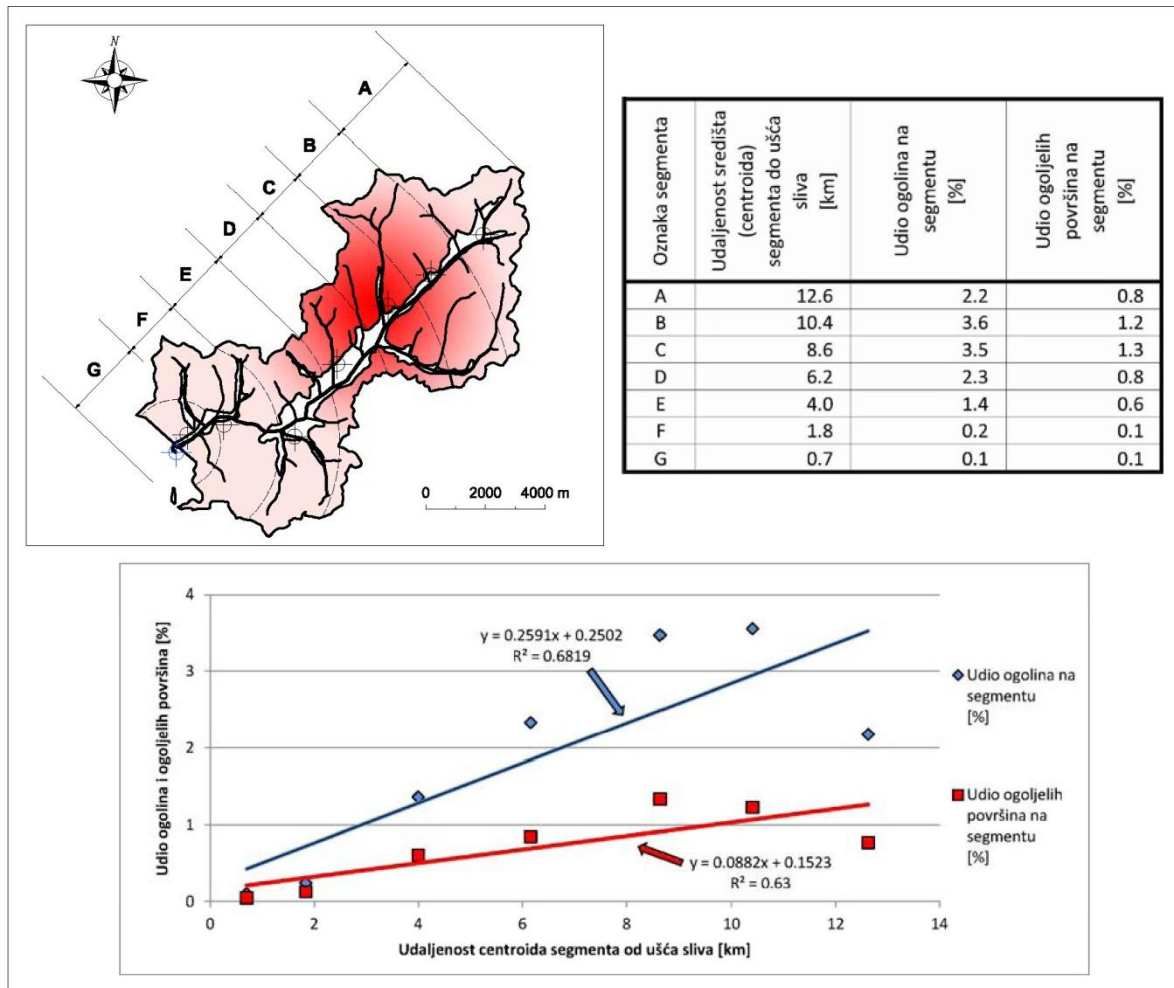 N
A
B
C
D
E
F
G
0 2000 4000 m
Oznaka segmenta
Udaljenost središta
(centroida)
segmenta do ušća
sliva
[km]
Udio ogolina na
segmentu
[%]
Udio ogoljelih
površina na
segmentu
[%]
A 12.6 2.2 0.8
B 10.4 3.6 1.2
C 8.6 3.5 1.3
D 6.2 2.3 0.8
E 4.0 1.4 0.6
F 1.8 0.2 0.1
G 0.7 0.1 0.1
Udio ogolina i ogoljelih površina [%]
4
3
2
1
0
y = 0.2591x + 0.2502
R² = 0.6819
y = 0.0882x + 0.1523
R² = 0.63
0 2 4 6 8 10 12 14
Udaljenost centroida segmenta od ušća sliva [km]
Udio ogolina na
segmentu
[%]
Udio ogoljelih
površina na
segmentu
[%]